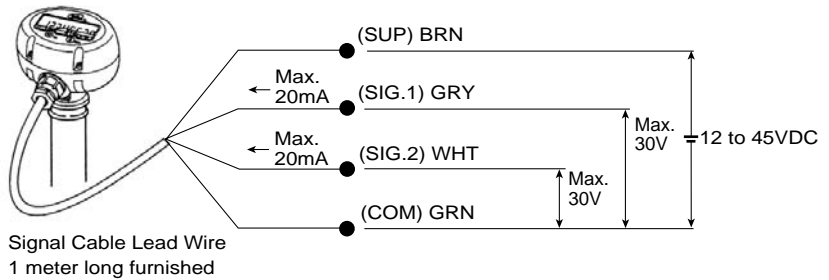 (SUP) BRN
Max.
20mA
(SIG.1) GRY
Max.
20mA
(SIG.2) WHT
(COM) GRN
Max.
30V
Max.
30V
12 to 45VDC
Signal Cable Lead Wire
1 meter long furnished